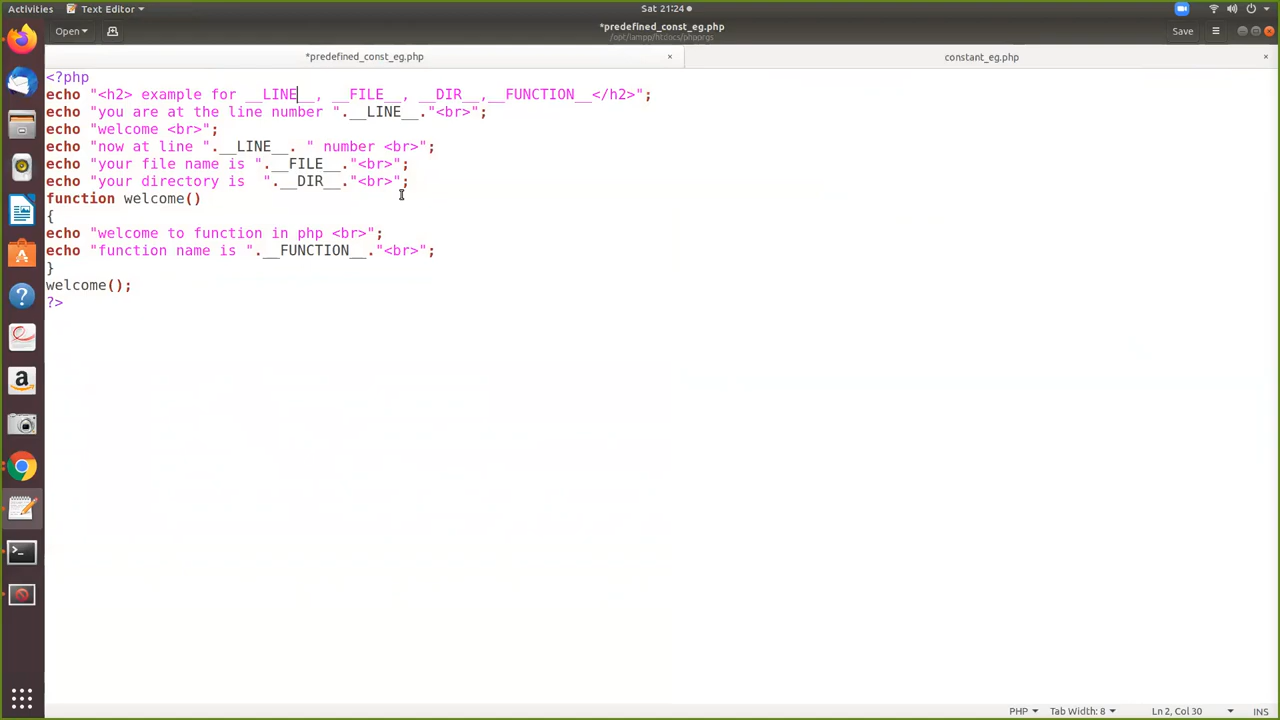 Activities Text Editor Sat 21:24
Open *predefined_const_eg.php Save
/opt/lampp/htdocs/phporgs
*predefined_const_eg.php × constant_eg.php ×
<?php
echo "<h2> example for __LINE__, __FILE__, __DIR__,__FUNCTION__</h2>";
echo "you are at the line number ".__LINE__."<br>";
echo "welcome <br>";
echo "now at line ".__LINE__. " number <br>";
echo "your file name is ".__FILE__."<br>";
echo "your directory is  ".__DIR__."<br>";
function welcome()
{
echo "welcome to function in php <br>";
echo "function name is ".__FUNCTION__."<br>";
}
welcome();
?>
PHP Tab Width: 8 Ln 2, Col 30 INS